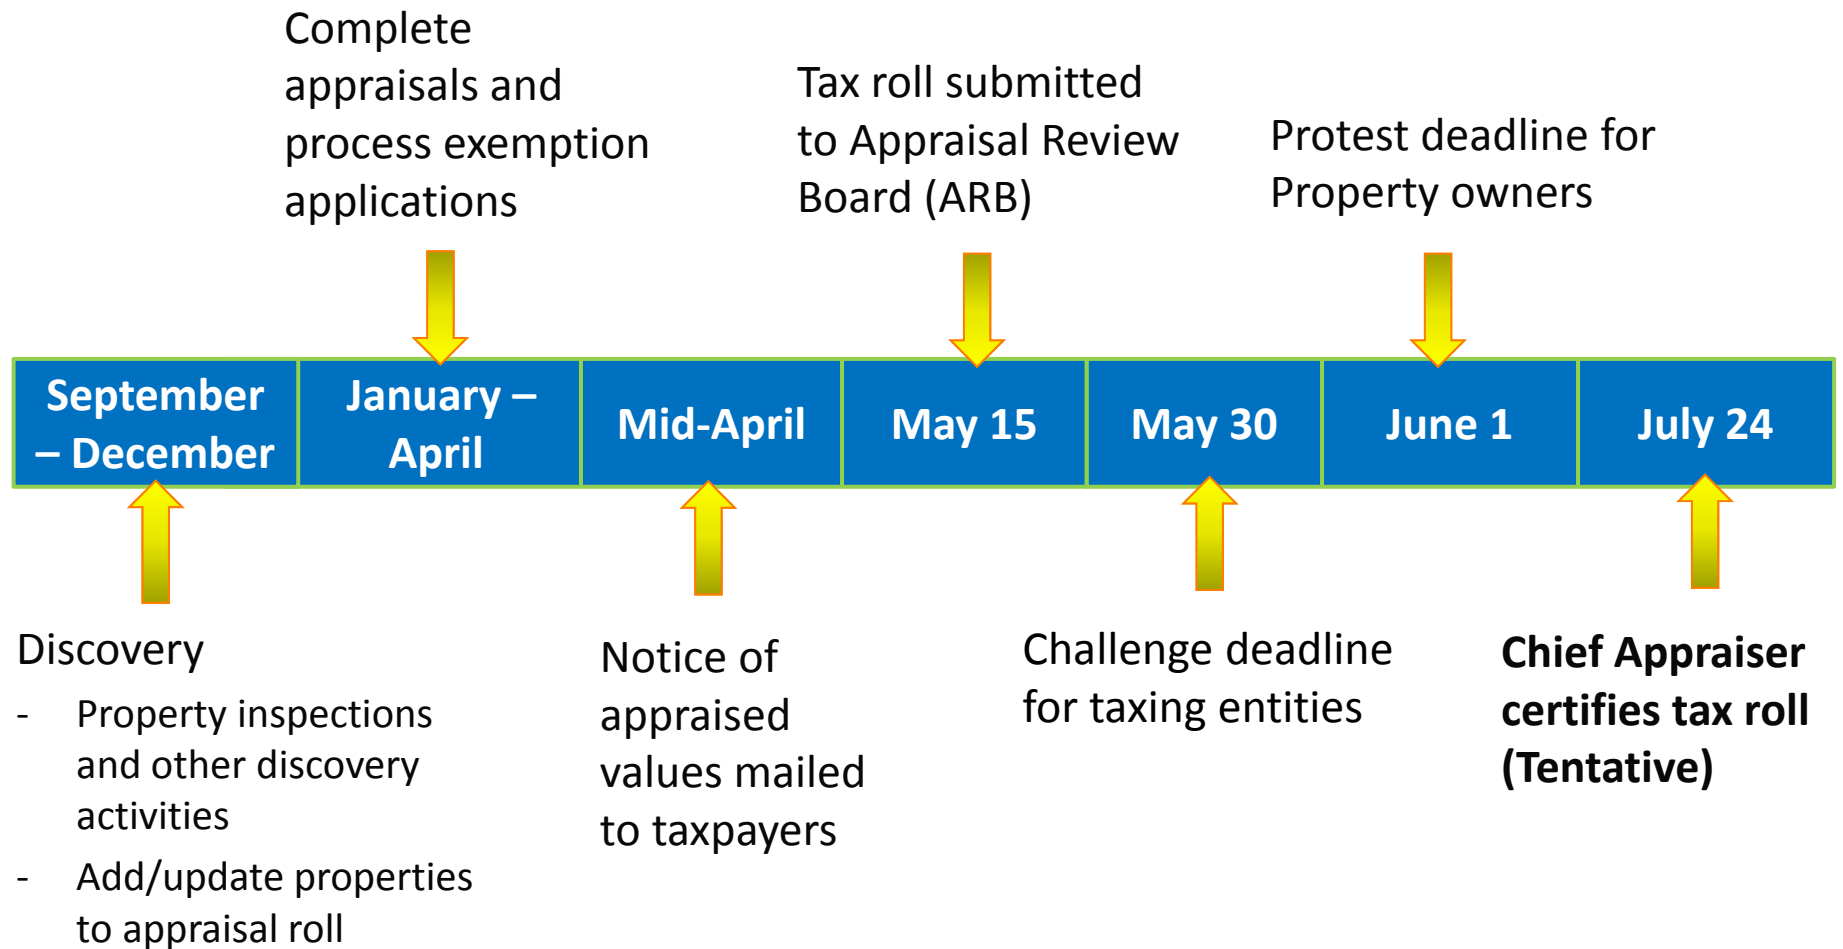 Complete
appraisals and
process exemption
applications
Tax roll submitted
to Appraisal Review
Board (ARB)
Protest deadline for
Property owners
September
– December
January –
April
Mid-April
May 15
May 30
June 1
July 24
Discovery
- Property inspections
and other discovery
activities
- Add/update properties
to appraisal roll
Notice of
appraised
values mailed
to taxpayers
Challenge deadline
for taxing entities
Chief Appraiser
certifies tax roll
(Tentative)